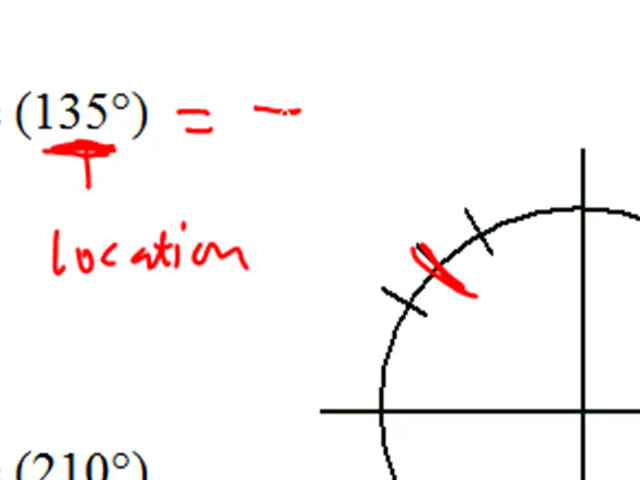 (135°) = –
location
(210°)